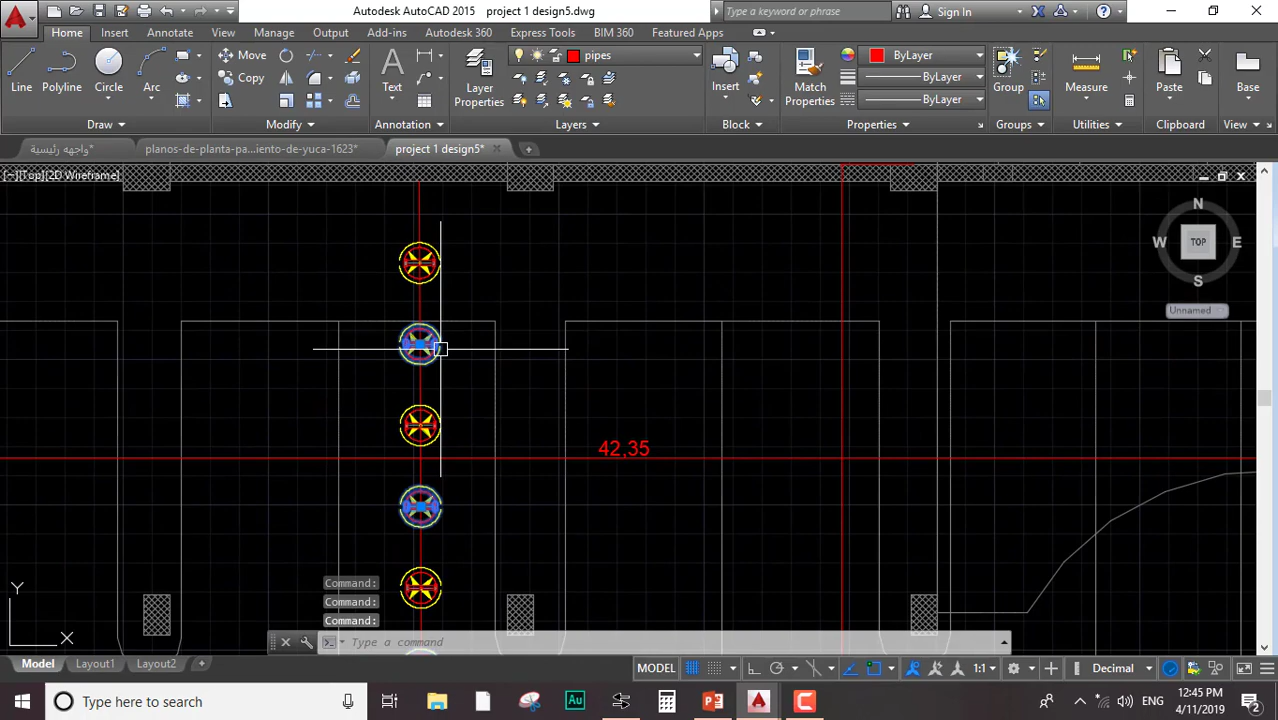 Autodesk AutoCAD 2015 project 1 design5.dwg Type a keyword or phrase Sign In
Home Insert Annotate View Manage Output Add-ins Autodesk 360 Express Tools BIM 360 Featured Apps
Line Polyline Circle Arc Move Copy Text Layer Properties pipes Insert Match Properties ByLayer ByLayer ByLayer Group Measure Paste Base
Draw Modify Annotation Layers Block Properties Groups Utilities Clipboard View
واجهه رئيسية* planos-de-planta-pa...iento-de-yuca-1623* project 1 design5*
[−][Top][2D Wireframe]
N
W TOP E
S
Unnamed
42,35
Y
X
Command:
Command:
Command:
Type a command
Model Layout1 Layout2 MODEL 1:1 Decimal
Type here to search Au ENG 12:45 PM
4/11/2019 2